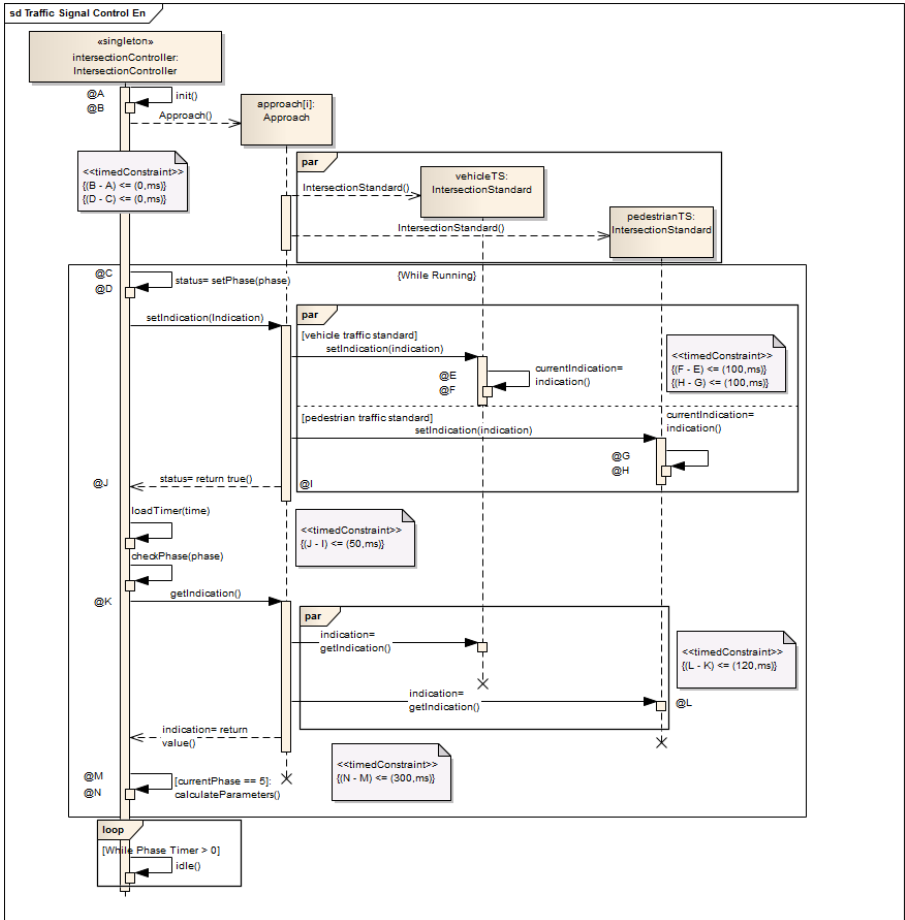 sd Traffic Signal Control En
«singleton»
intersectionController:
IntersectionController
@A
init()
@B
Approach()
approach[i]:
Approach
<<timedConstraint>>
{(B - A) <= (0,ms)}
{(D - C) <= (0,ms)}
par
IntersectionStandard()
vehicleTS:
IntersectionStandard
IntersectionStandard()
pedestrianTS:
IntersectionStandard
@C
{While Running}
status= setPhase(phase)
@D
setIndication(Indication)
par
[vehicle traffic standard]
setIndication(indication)
<<timedConstraint>>
{(F - E) <= (100,ms)}
{(H - G) <= (100,ms)}
@E
currentIndication=
indication()
@F
[pedestrian traffic standard]
setIndication(indication)
currentIndication=
indication()
@G
@H
@J
status= return true()
@I
loadTimer(time)
<<timedConstraint>>
{(J - I) <= (50,ms)}
checkPhase(phase)
@K
getIndication()
par
indication=
getIndication()
<<timedConstraint>>
{(L - K) <= (120,ms)}
indication=
getIndication()
@L
indication= return
value()
<<timedConstraint>>
{(N - M) <= (300,ms)}
@M
[currentPhase == 5]:
calculateParameters()
@N
loop
[While Phase Timer > 0]
idle()